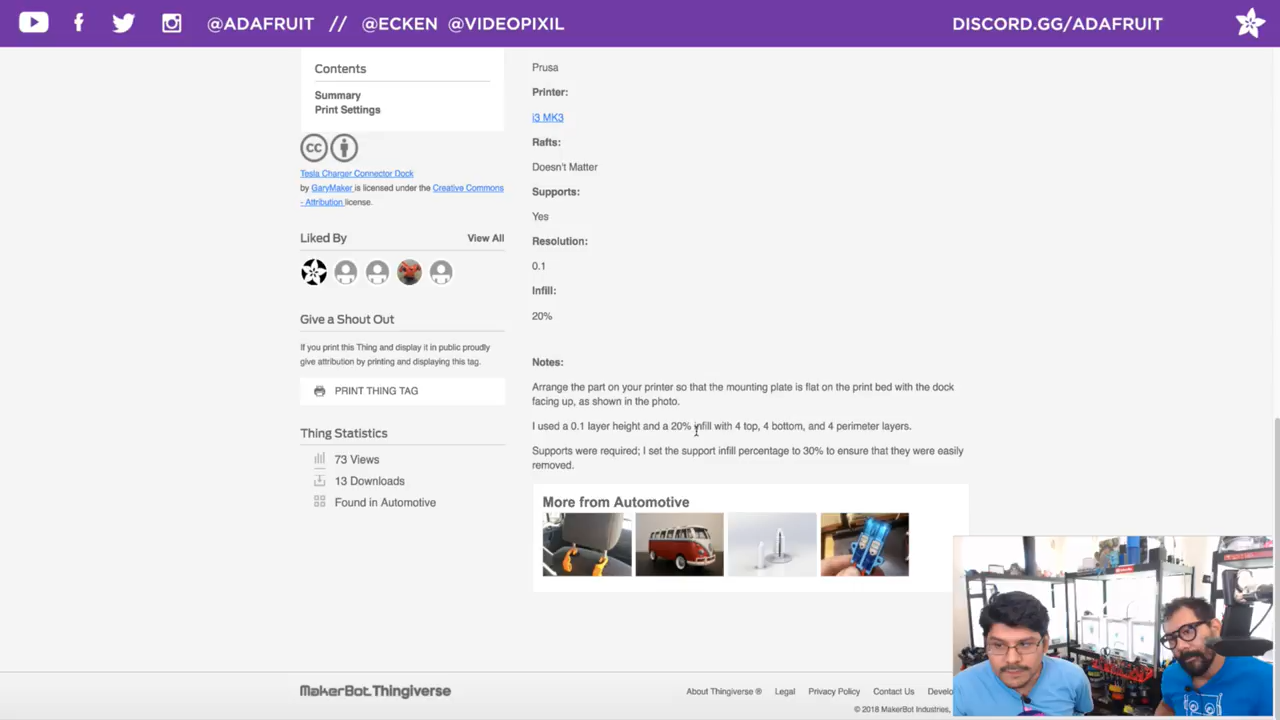 @ADAFRUIT // @ECKEN @VIDEOPIXIL
DISCORD.GG/ADAFRUIT
Contents
Summary
Print Settings
cc
Tesla Charger Connector Dock
by GaryMaker is licensed under the Creative Commons
- Attribution license.
Liked By
View All
Give a Shout Out
If you print this Thing and display it in public proudly
give attribution by printing and displaying this tag.
PRINT THING TAG
Thing Statistics
73 Views
13 Downloads
Found in Automotive
Prusa
Printer:
i3 MK3
Rafts:
Doesn't Matter
Supports:
Yes
Resolution:
0.1
Infill:
20%
Notes:
Arrange the part on your printer so that the mounting plate is flat on the print bed with the dock
facing up, as shown in the photo.
I used a 0.1 layer height and a 20% infill with 4 top, 4 bottom, and 4 perimeter layers.
Supports were required; I set the support infill percentage to 30% to ensure that they were easily
removed.
More from Automotive
MakerBot.Thingiverse
About Thingiverse ®
Legal
Privacy Policy
Contact Us
Develo
© 2018 MakerBot Industries,